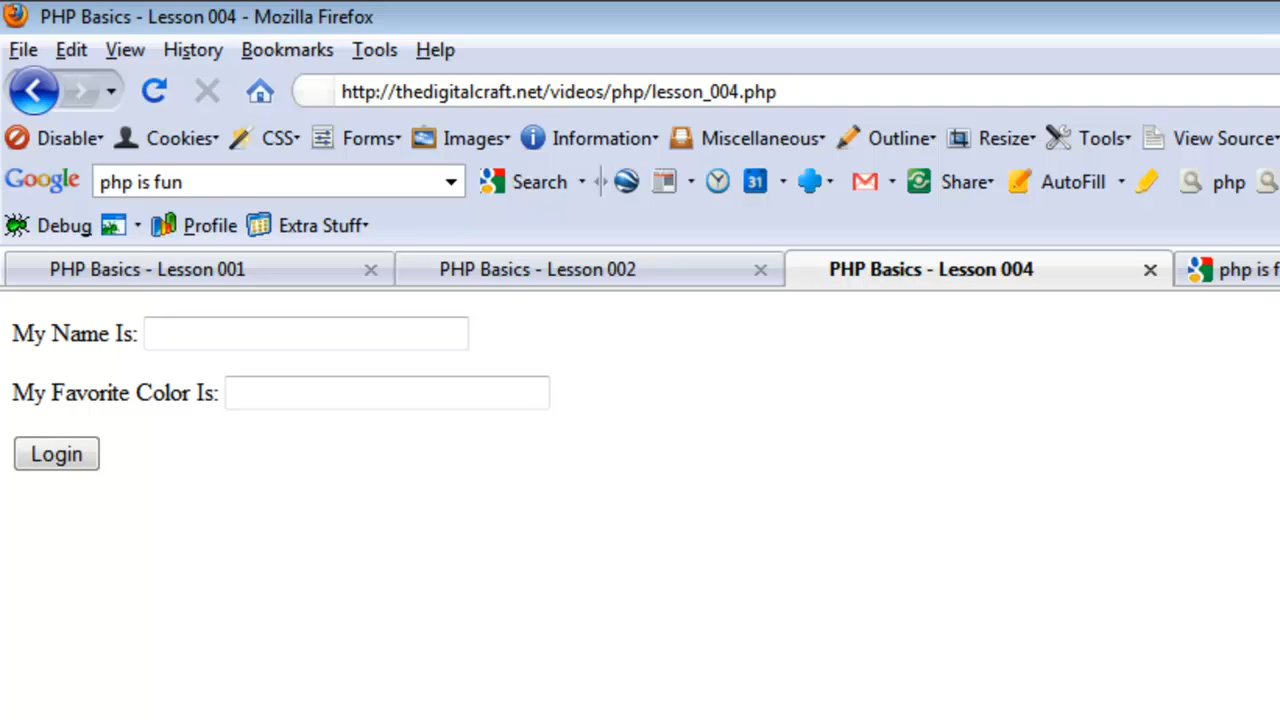 PHP Basics - Lesson 004 - Mozilla Firefox
File Edit View History Bookmarks Tools Help
http://thedigitalcraft.net/videos/php/lesson_004.php
Disable Cookies CSS Forms Images Information Miscellaneous Outline Resize Tools View Source
Google php is fun Search 31 Share AutoFill php
Debug Profile Extra Stuff
PHP Basics - Lesson 001 PHP Basics - Lesson 002 PHP Basics - Lesson 004 php is f
My Name Is:
My Favorite Color Is:
Login